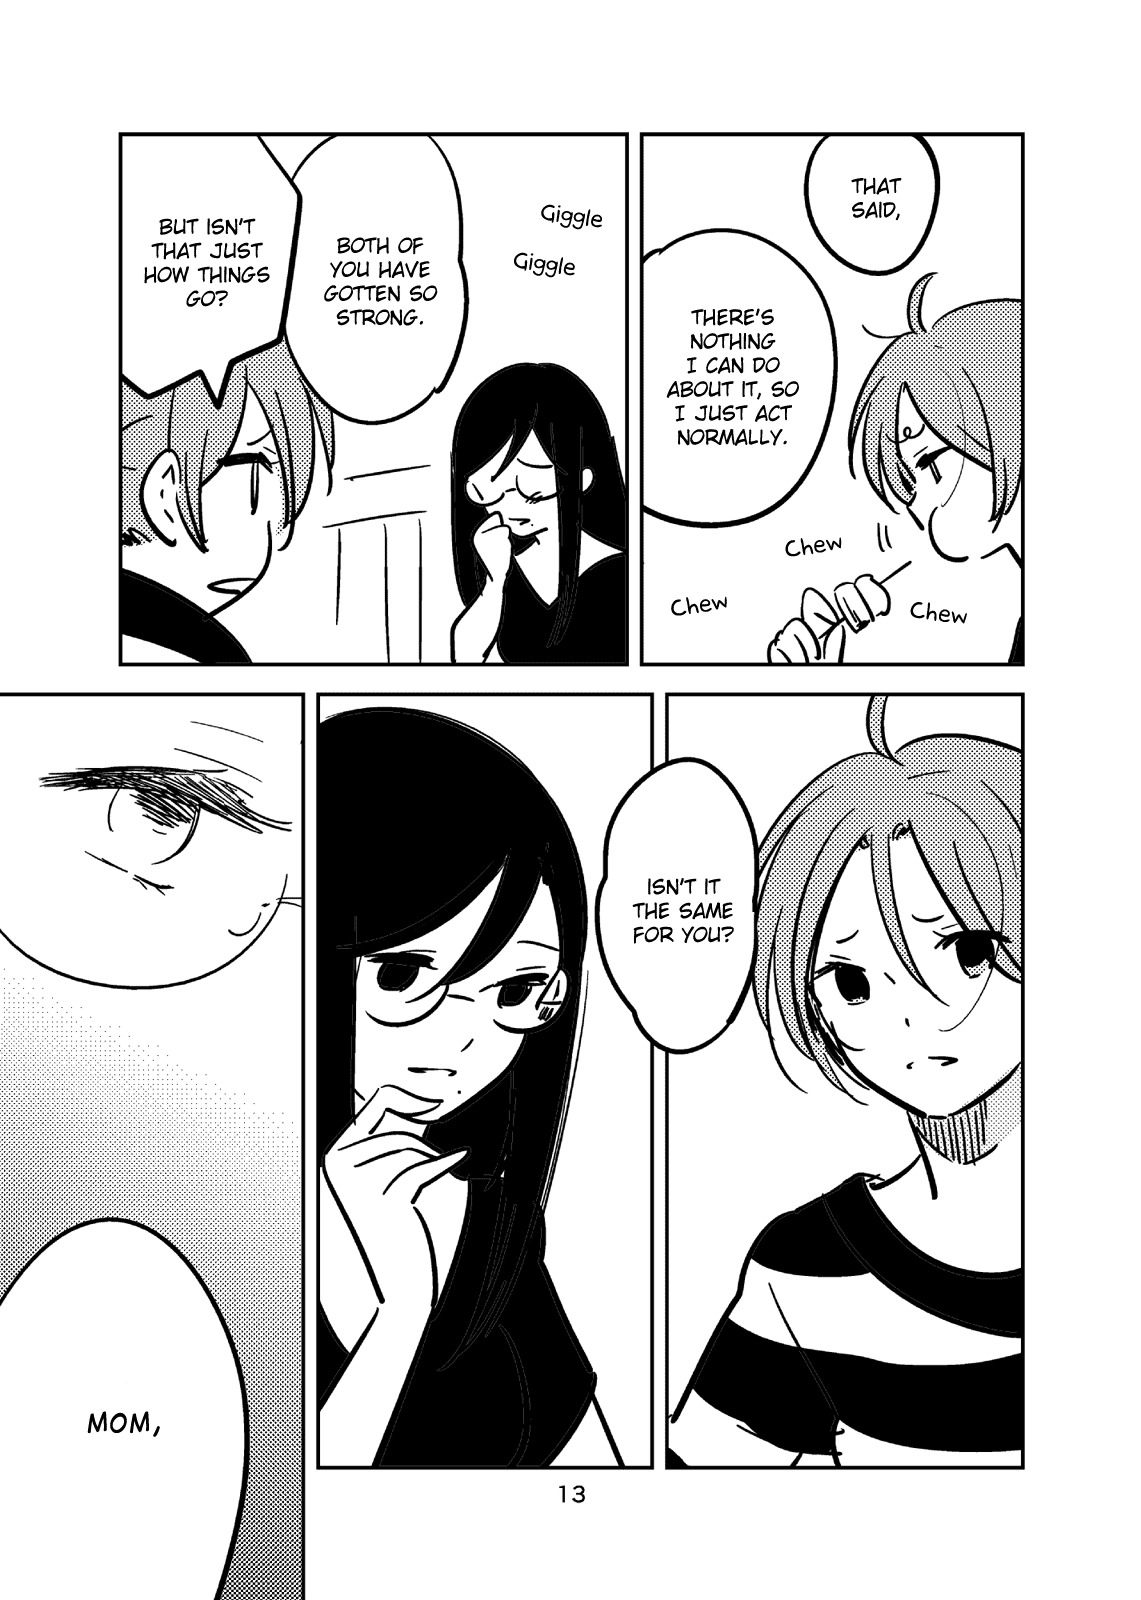 THAT
SAID,
THERE'S
NOTHING
I CAN DO
ABOUT IT, SO
I JUST ACT
NORMALLY.
Chew
Chew
Chew
Giggle
Giggle
BOTH OF
YOU HAVE
GOTTEN SO
STRONG.
BUT ISN'T
THAT JUST
HOW THINGS
GO?
ISN'T IT
THE SAME
FOR YOU?
MOM,
13